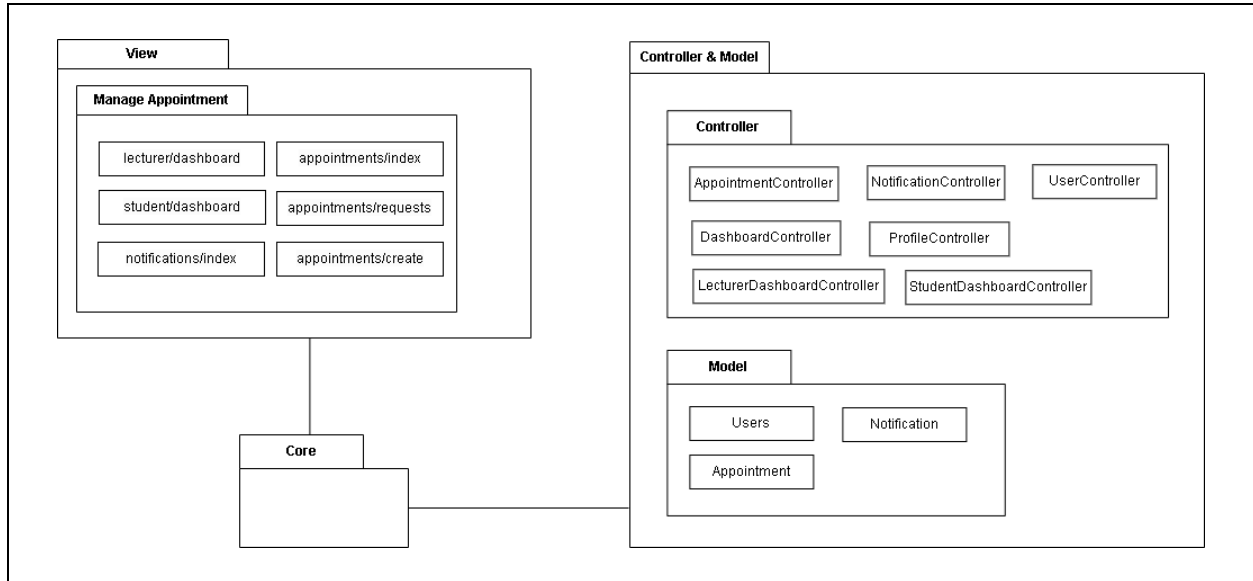 View
Manage Appointment
lecturer/dashboard
appointments/index
student/dashboard
appointments/requests
notifications/index
appointments/create
Core
Controller & Model
Controller
AppointmentController
NotificationController
UserController
DashboardController
ProfileController
LecturerDashboardController
StudentDashboardController
Model
Users
Notification
Appointment